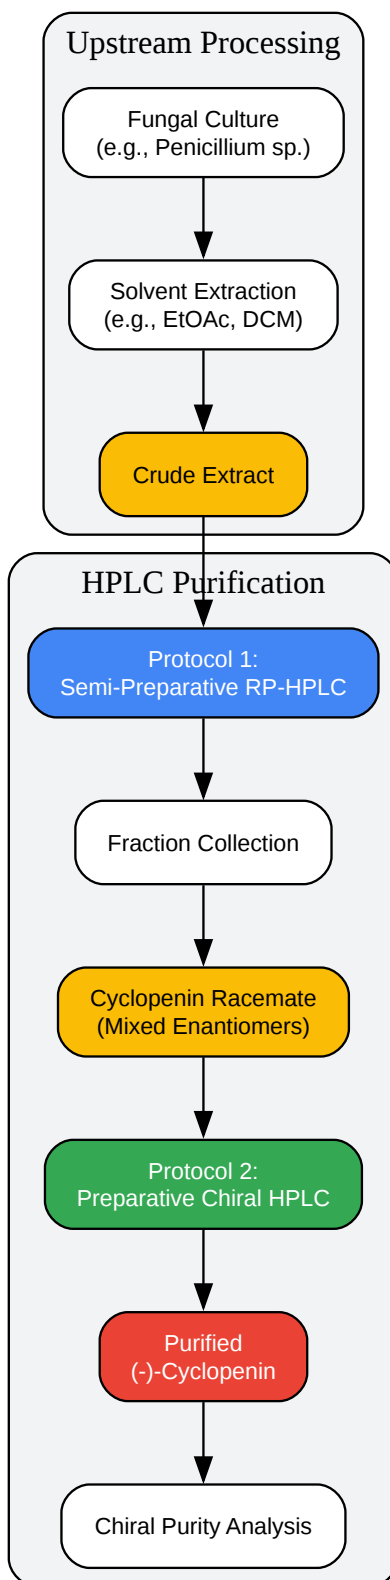 Upstream Processing
Fungal Culture
(e.g., Penicillium sp.)
Solvent Extraction
(e.g., EtOAc, DCM)
Crude Extract
HPLC Purification
Protocol 1:
Semi-Preparative RP-HPLC
Fraction Collection
Cyclopenin Racemate
(Mixed Enantiomers)
Protocol 2:
Preparative Chiral HPLC
Purified
(-)-Cyclopenin
Chiral Purity Analysis